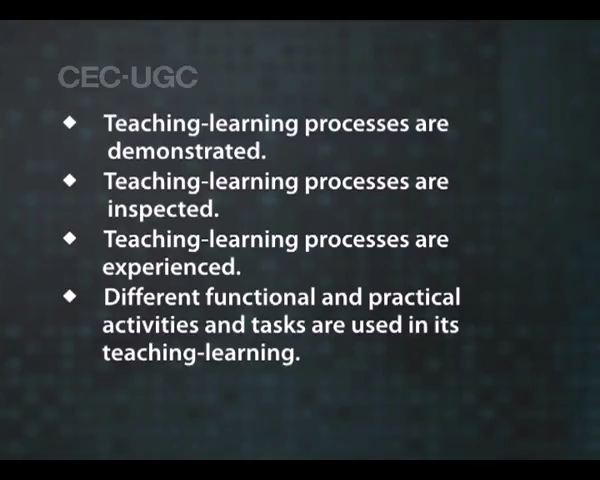 CEC-UGC
◆ Teaching-learning processes are
demonstrated.
◆ Teaching-learning processes are
inspected.
◆ Teaching-learning processes are
experienced.
◆ Different functional and practical
activities and tasks are used in its
teaching-learning.